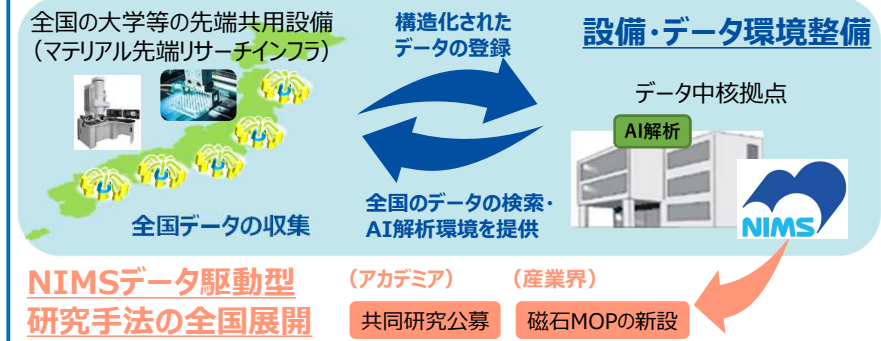 全国の大学等の先端共用設備
（マテリアル先端リサーチインフラ）
構造化された
データの登録
設備・データ環境整備
データ中核拠点
AI解析
NIMS
全国データの収集
全国のデータの検索・
AI解析環境を提供
NIMSデータ駆動型
研究手法の全国展開
（アカデミア）
共同研究公募
（産業界）
磁石MOPの新設